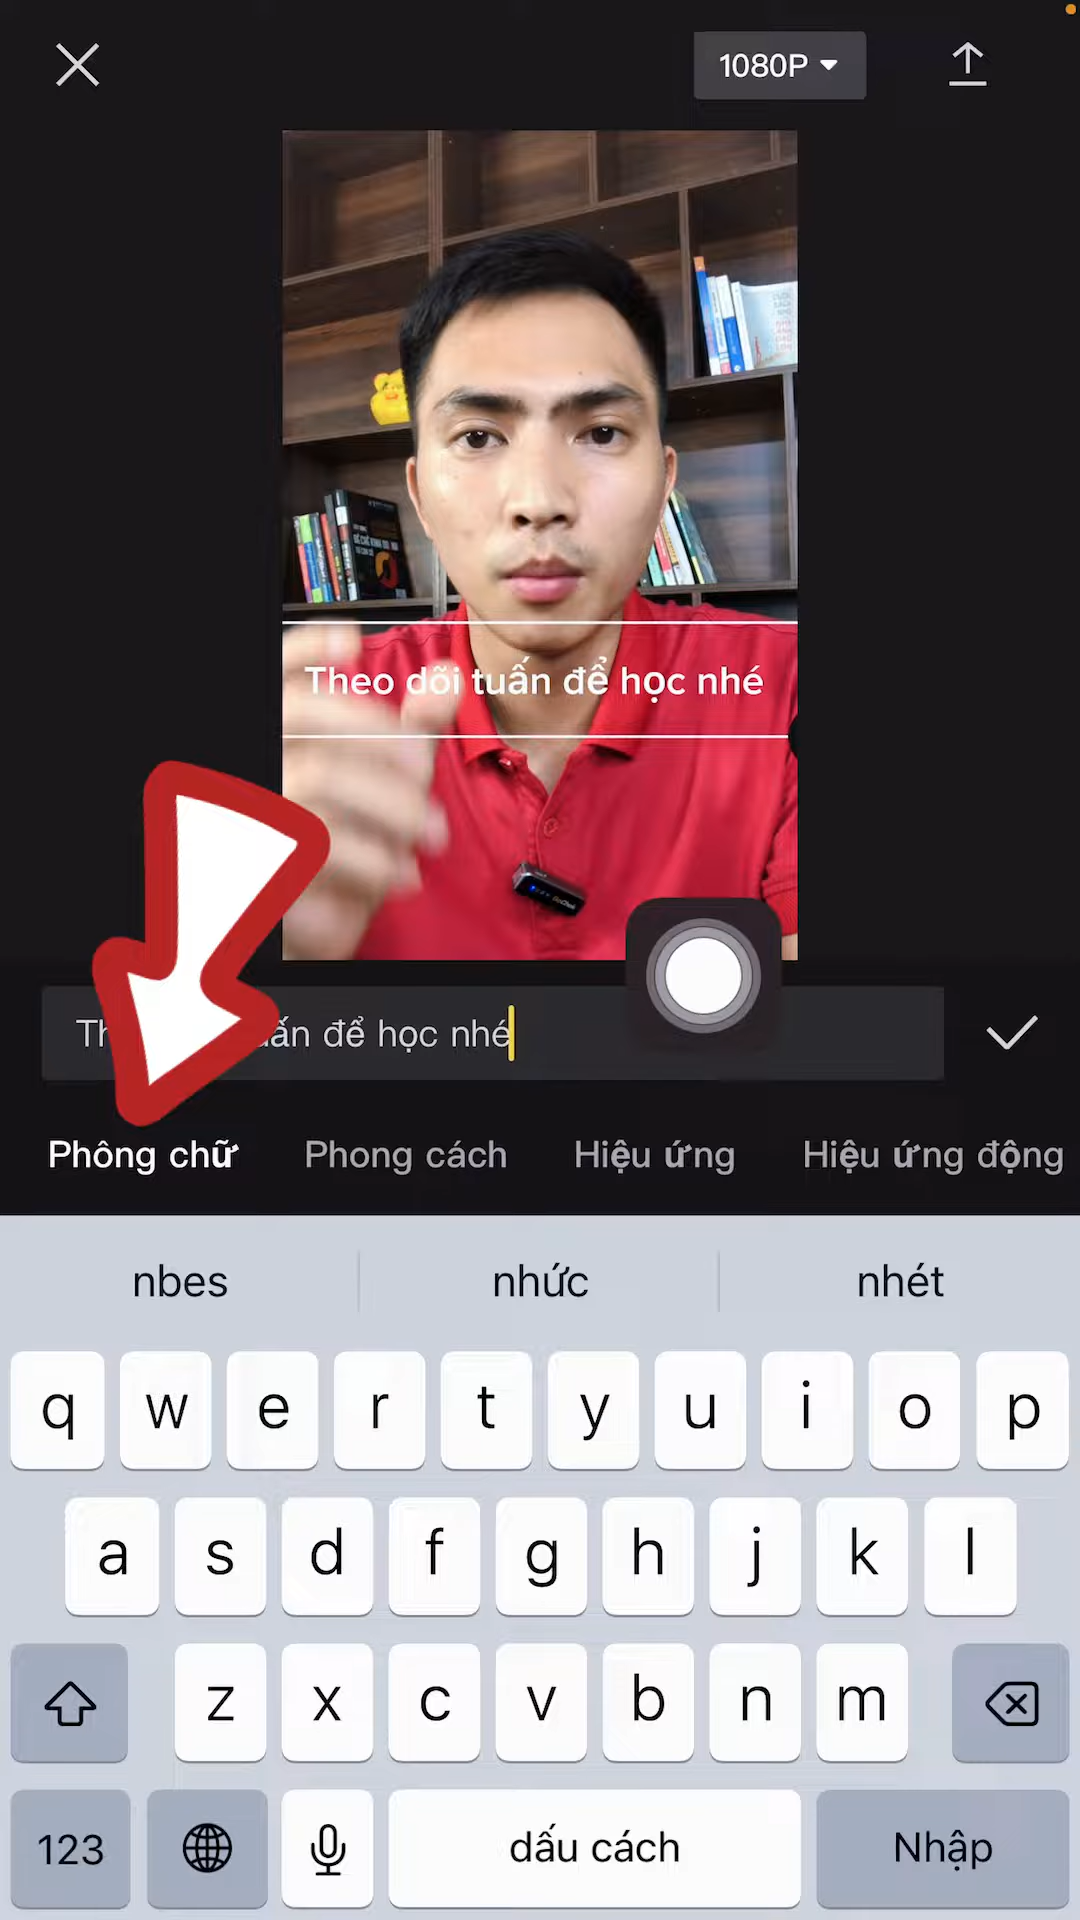 1080P
Theo dõi tuấn để học nhé
Th ấn để học nhé
Phông chữ Phong cách Hiệu ứng Hiệu ứng động
nbes nhức nhét
q w e r t y u i o p
a s d f g h j k l
z x c v b n m
123 dấu cách Nhập